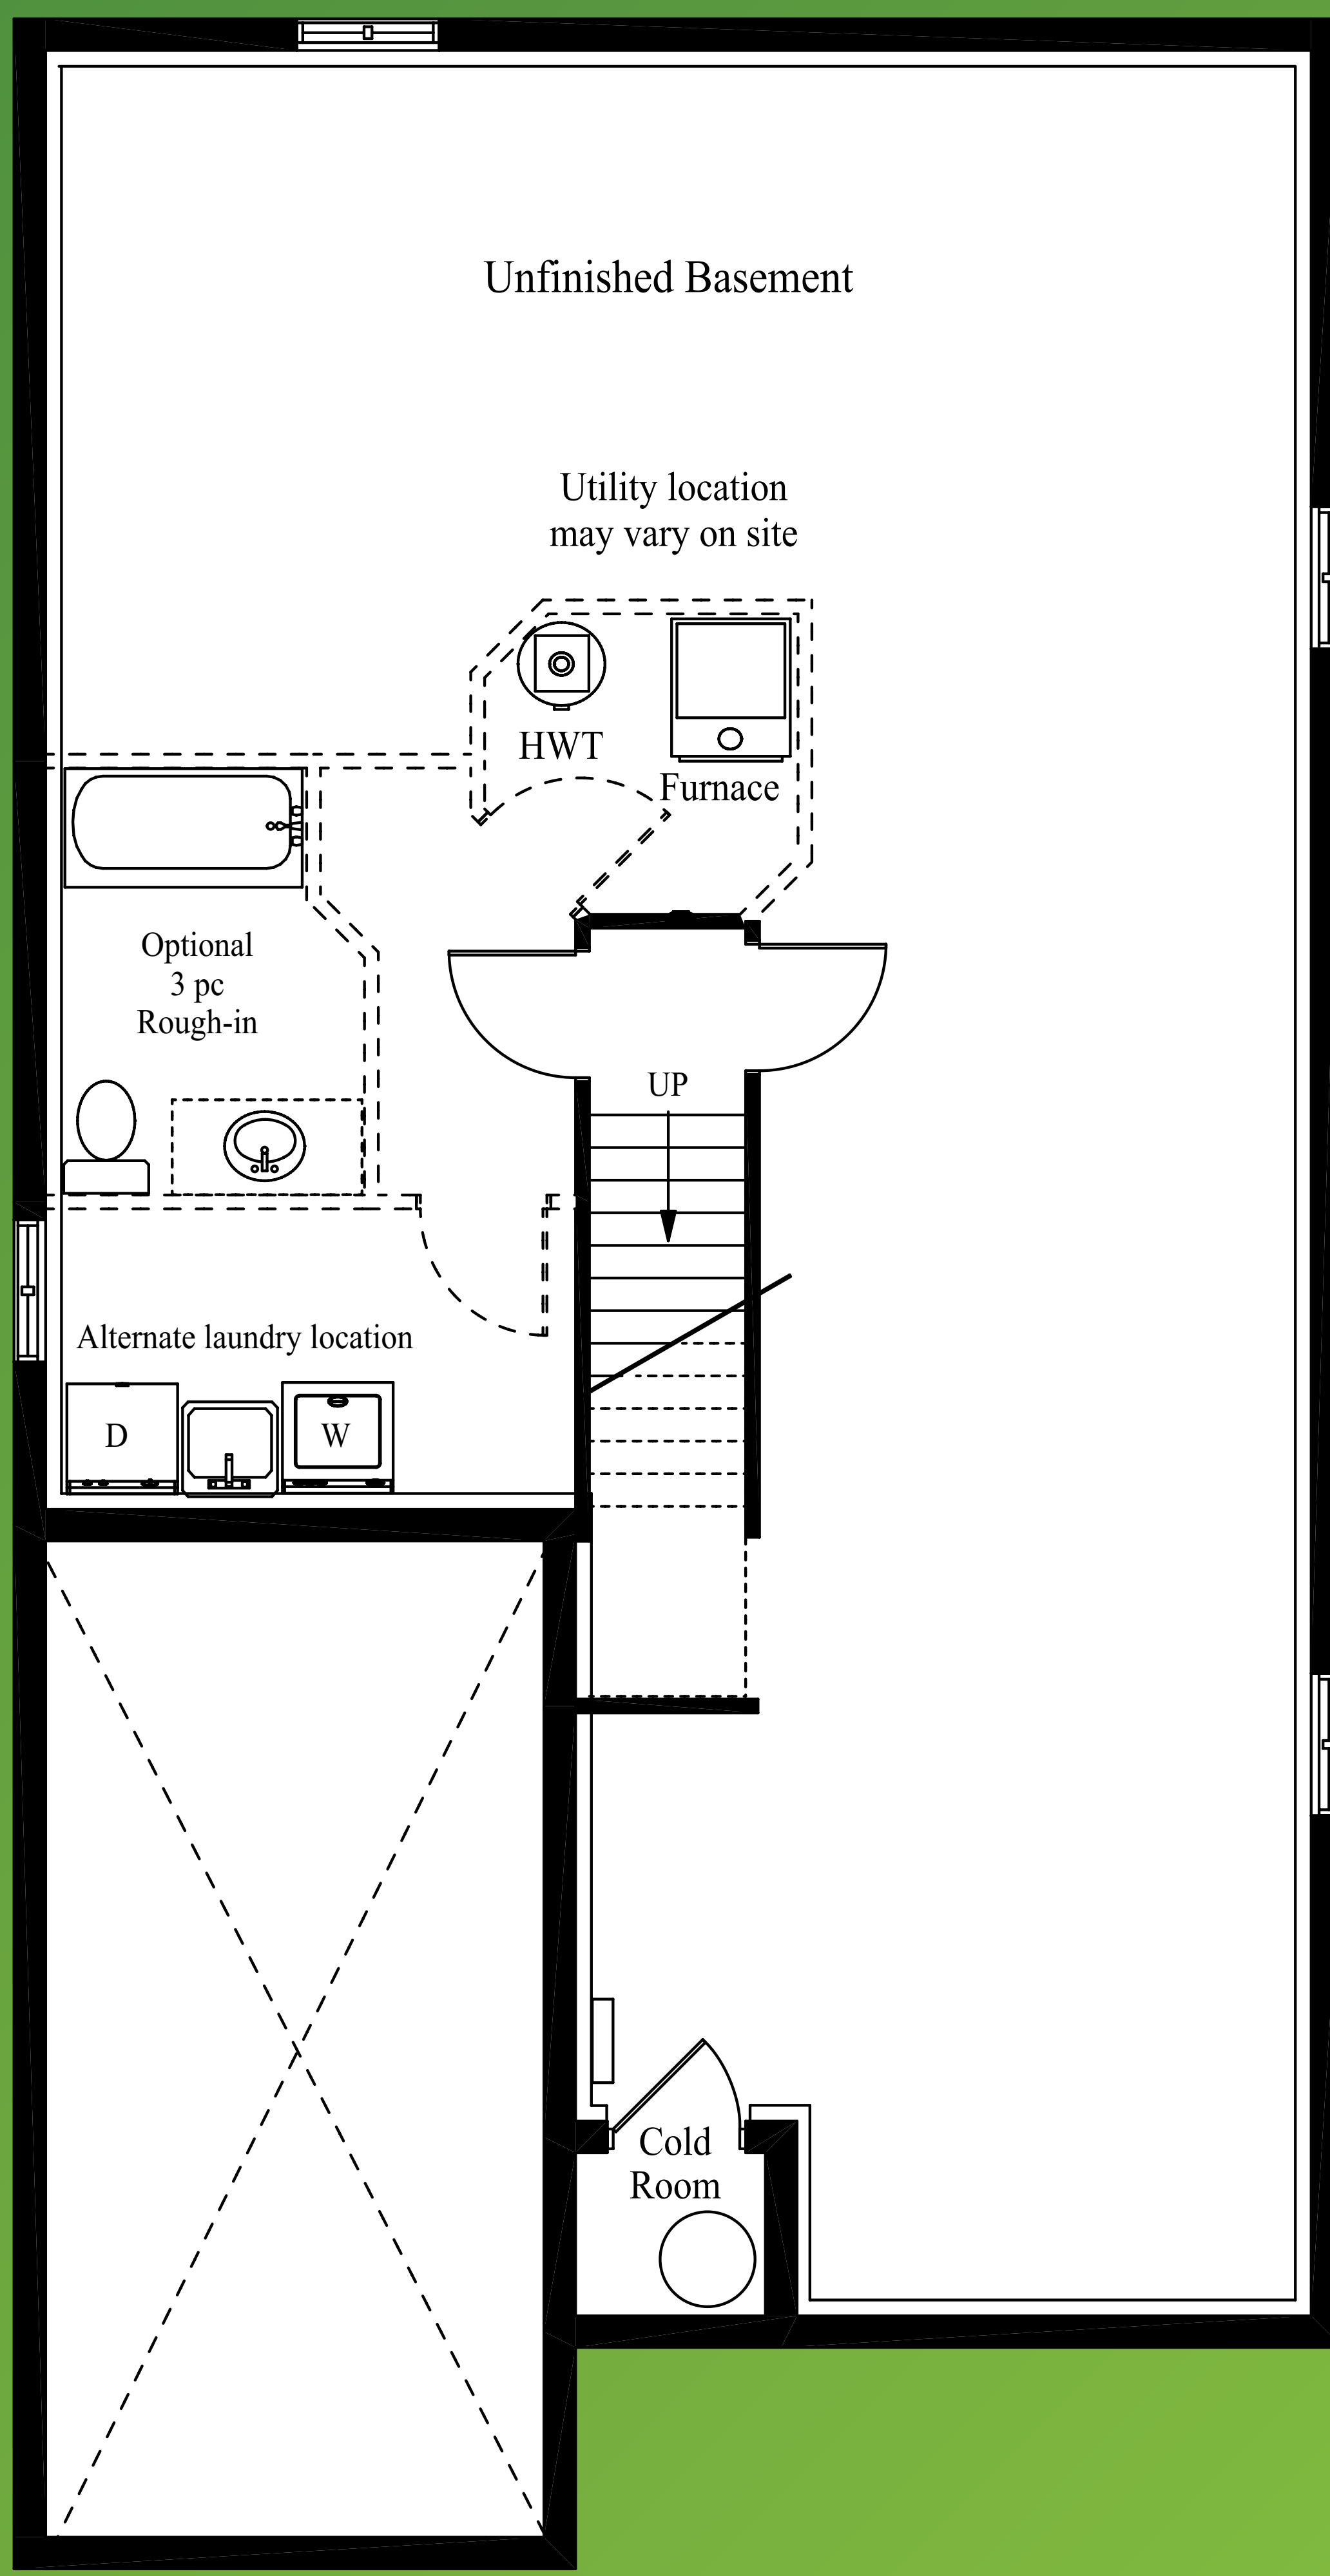 Unfinished Basement
Utility location
may vary on site
HWT
Furnace
Optional
3 pc
Rough-in
UP
Alternate laundry location
D
W
Cold
Room